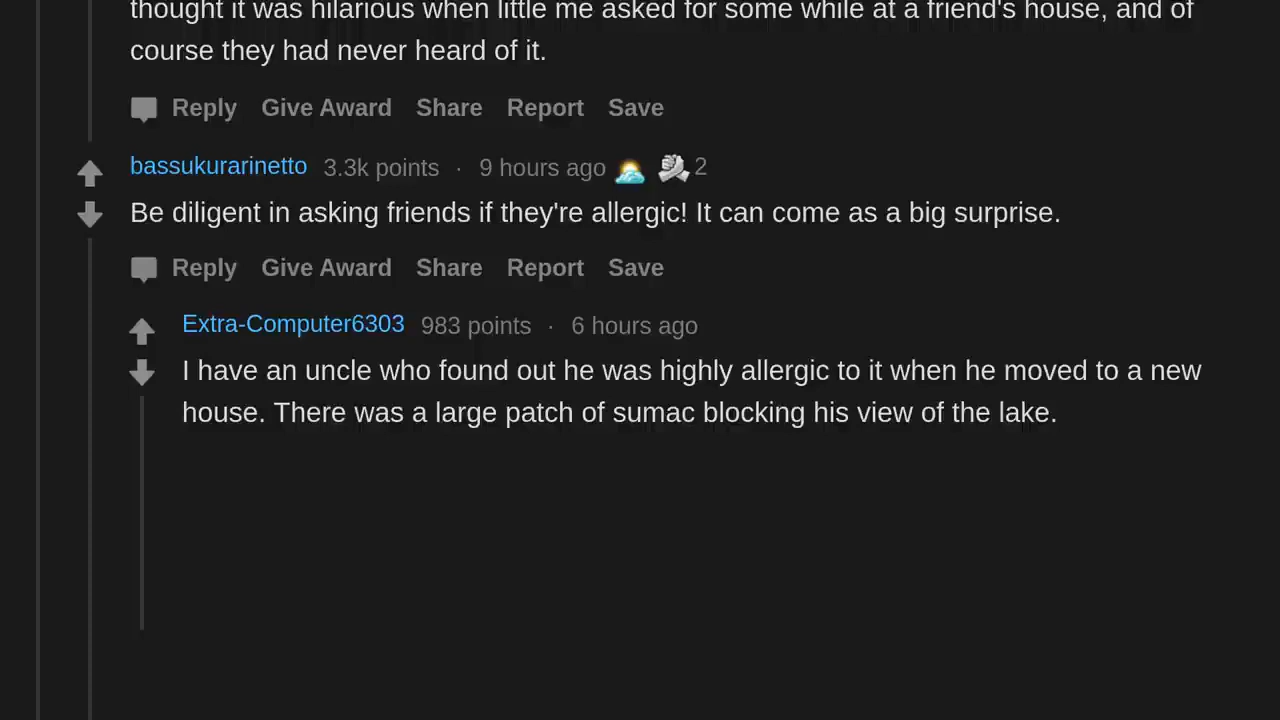 thought it was hilarious when little me asked for some while at a friend's house, and of
course they had never heard of it.
Reply Give Award Share Report Save
bassukurarinetto 3.3k points · 9 hours ago 2
Be diligent in asking friends if they're allergic! It can come as a big surprise.
Reply Give Award Share Report Save
Extra-Computer6303 983 points · 6 hours ago
I have an uncle who found out he was highly allergic to it when he moved to a new
house. There was a large patch of sumac blocking his view of the lake.